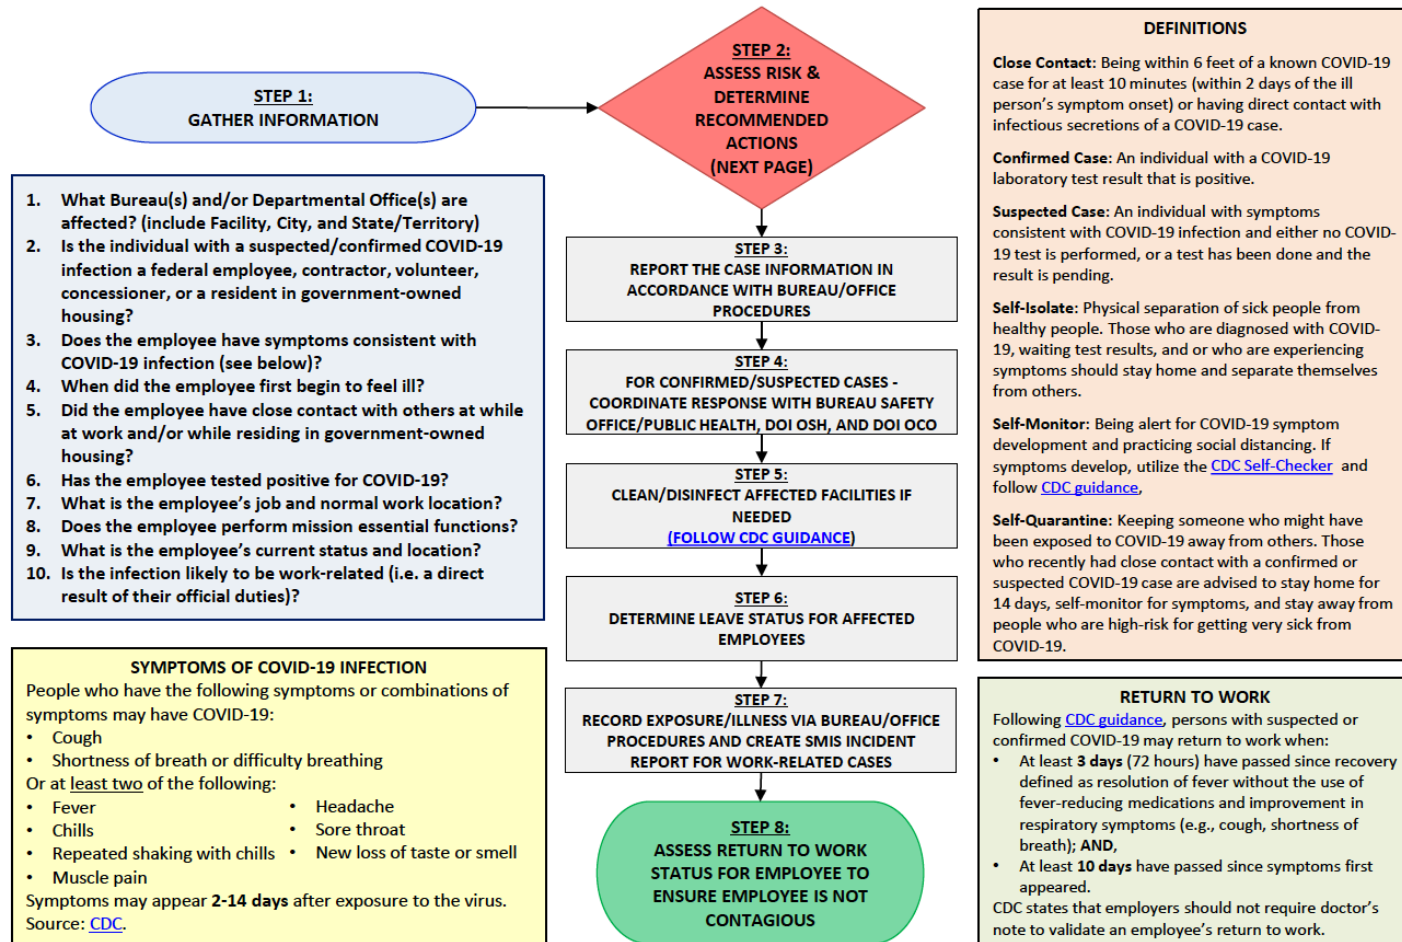 STEP 1:
GATHER INFORMATION
STEP 2:
ASSESS RISK &
DETERMINE
RECOMMENDED
ACTIONS
(NEXT PAGE)
1. What Bureau(s) and/or Departmental Office(s) are
affected? (include Facility, City, and State/Territory)
2. Is the individual with a suspected/confirmed COVID-19
infection a federal employee, contractor, volunteer,
concessioner, or a resident in government-owned
housing?
3. Does the employee have symptoms consistent with
COVID-19 infection (see below)?
4. When did the employee first begin to feel ill?
5. Did the employee have close contact with others at while
at work and/or while residing in government-owned
housing?
6. Has the employee tested positive for COVID-19?
7. What is the employee's job and normal work location?
8. Does the employee perform mission essential functions?
9. What is the employee's current status and location?
10. Is the infection likely to be work-related (i.e. a direct
result of their official duties)?
SYMPTOMS OF COVID-19 INFECTION
People who have the following symptoms or combinations of
symptoms may have COVID-19:
• Cough
• Shortness of breath or difficulty breathing
Or at least two of the following:
• Fever
• Chills
• Repeated shaking with chills
• Muscle pain
• Headache
• Sore throat
• New loss of taste or smell
Symptoms may appear 2-14 days after exposure to the virus.
Source: CDC.
STEP 3:
REPORT THE CASE INFORMATION IN
ACCORDANCE WITH BUREAU/OFFICE
PROCEDURES
STEP 4:
FOR CONFIRMED/SUSPECTED CASES -
COORDINATE RESPONSE WITH BUREAU SAFETY
OFFICE/PUBLIC HEALTH, DOI OSH, AND DOI OCO
STEP 5:
CLEAN/DISINFECT AFFECTED FACILITIES IF
NEEDED
(FOLLOW CDC GUIDANCE)
STEP 6:
DETERMINE LEAVE STATUS FOR AFFECTED
EMPLOYEES
STEP 7:
RECORD EXPOSURE/ILLNESS VIA BUREAU/OFFICE
PROCEDURES AND CREATE SMIS INCIDENT
REPORT FOR WORK-RELATED CASES
STEP 8:
ASSESS RETURN TO WORK
STATUS FOR EMPLOYEE TO
ENSURE EMPLOYEE IS NOT
CONTAGIOUS
DEFINITIONS
Close Contact: Being within 6 feet of a known COVID-19
case for at least 10 minutes (within 2 days of the ill
person's symptom onset) or having direct contact with
infectious secretions of a COVID-19 case.
Confirmed Case: An individual with a COVID-19
laboratory test result that is positive.
Suspected Case: An individual with symptoms
consistent with COVID-19 infection and either no COVID-
19 test is performed, or a test has been done and the
result is pending.
Self-Isolate: Physical separation of sick people from
healthy people. Those who are diagnosed with COVID-
19, waiting test results, and or who are experiencing
symptoms should stay home and separate themselves
from others.
Self-Monitor: Being alert for COVID-19 symptom
development and practicing social distancing. If
symptoms develop, utilize the CDC Self-Checker and
follow CDC guidance,
Self-Quarantine: Keeping someone who might have
been exposed to COVID-19 away from others. Those
who recently had close contact with a confirmed or
suspected COVID-19 case are advised to stay home for
14 days, self-monitor for symptoms, and stay away from
people who are high-risk for getting very sick from
COVID-19.
RETURN TO WORK
Following CDC guidance, persons with suspected or
confirmed COVID-19 may return to work when:
• At least 3 days (72 hours) have passed since recovery
defined as resolution of fever without the use of
fever-reducing medications and improvement in
respiratory symptoms (e.g., cough, shortness of
breath); AND,
• At least 10 days have passed since symptoms first
appeared.
CDC states that employers should not require doctor's
note to validate an employee's return to work.